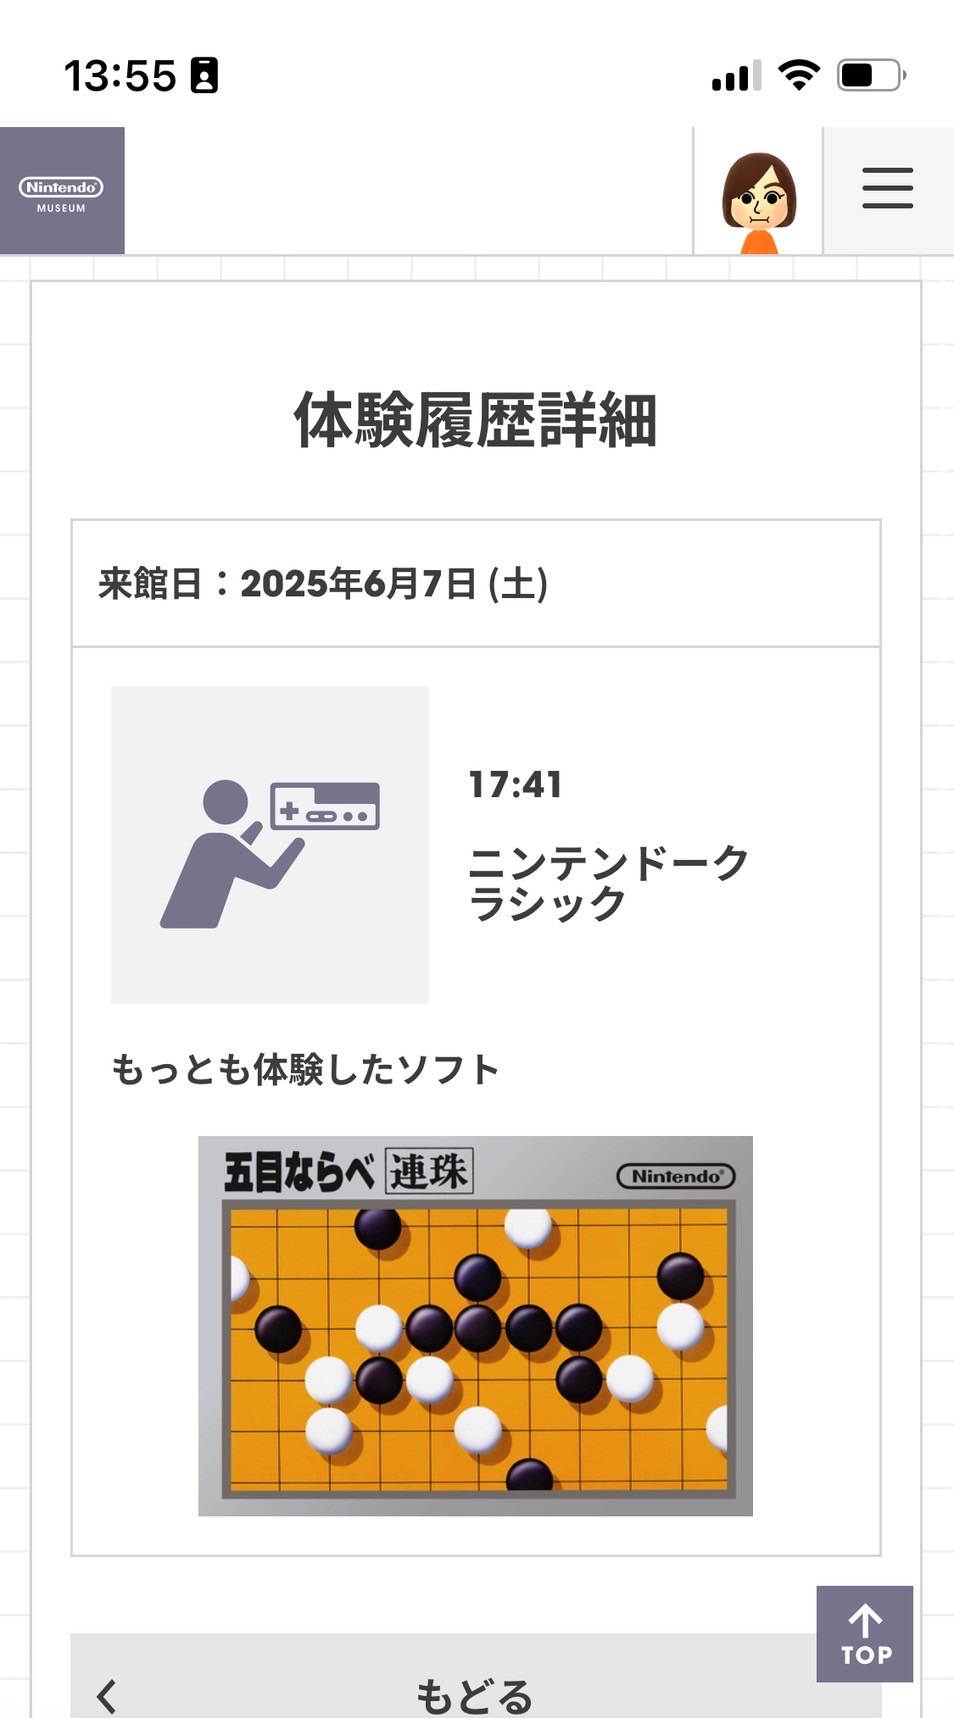 13:55
Nintendo
MUSEUM
体験履歴詳細
来館日：2025年6月7日 (土)
17:41
ニンテンドーク
ラシック
もっとも体験したソフト
五目ならべ 連珠
Nintendo
TOP
もどる